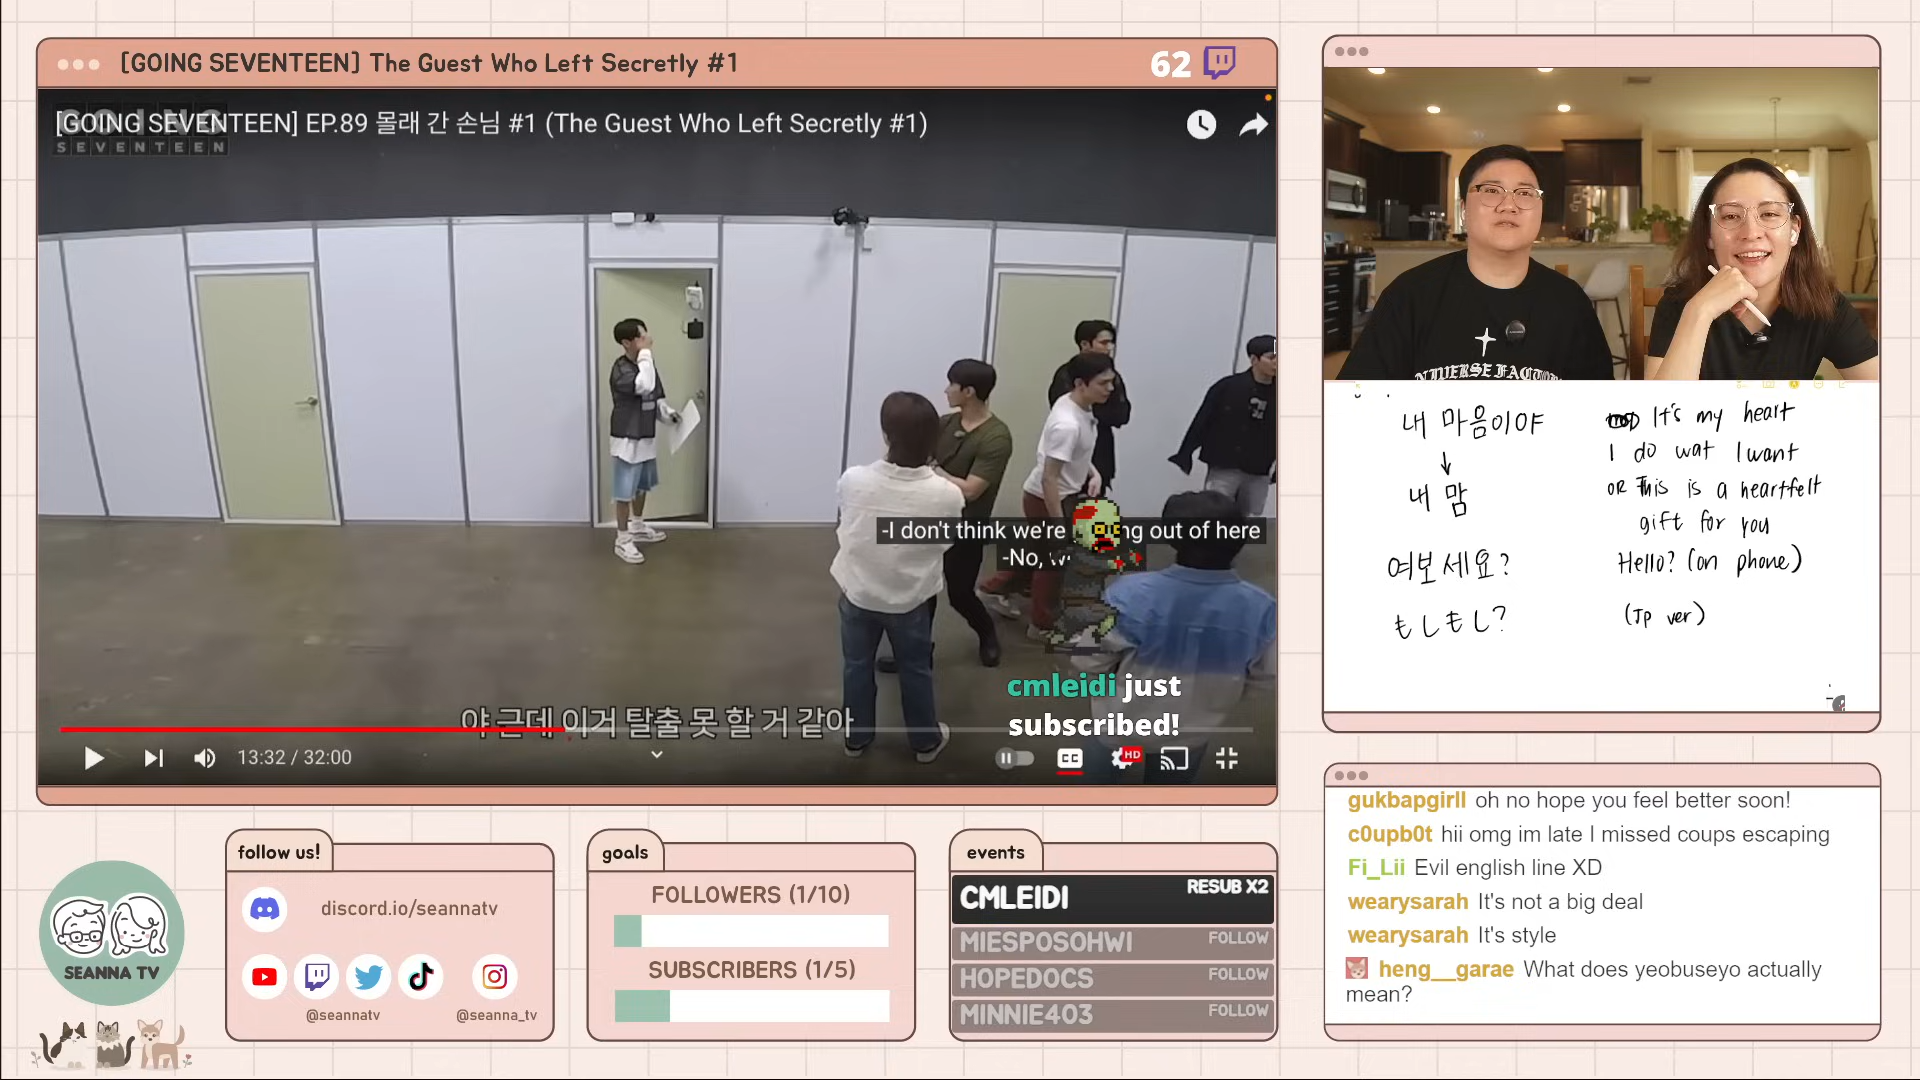 [GOING SEVENTEEN] The Guest Who Left Secretly #1
62
[GOING SEVENTEEN] EP.89 몰래 간 손님 #1 (The Guest Who Left Secretly #1)
GOING
SEVENTEEN
-I don't think we're out of here
-No,
cmleidi just
subscribed!
야 근데 이거 탈출 못 할 거 같아
13:32 / 32:00
CC
HD
내 마음이야
It's my heart
I do wat I want
↓
내 맘
OR This is a heartfelt
gift for you
여보세요?
Hello? (on phone)
もしもし?
(Jp ver)
gukbapgirll oh no hope you feel better soon!
c0upb0t hii omg im late I missed coups escaping
Fi_Lii Evil english line XD
wearysarah It's not a big deal
wearysarah It's style
heng__garae What does yeobuseyo actually
mean?
SEANNA TV
follow us!
discord.io/seannatv
@seannatv
@seanna_tv
goals
FOLLOWERS (1/10)
SUBSCRIBERS (1/5)
events
CMLEIDI RESUB X2
MIESPOSOHWI FOLLOW
HOPEDOCS FOLLOW
MINNIE403 FOLLOW